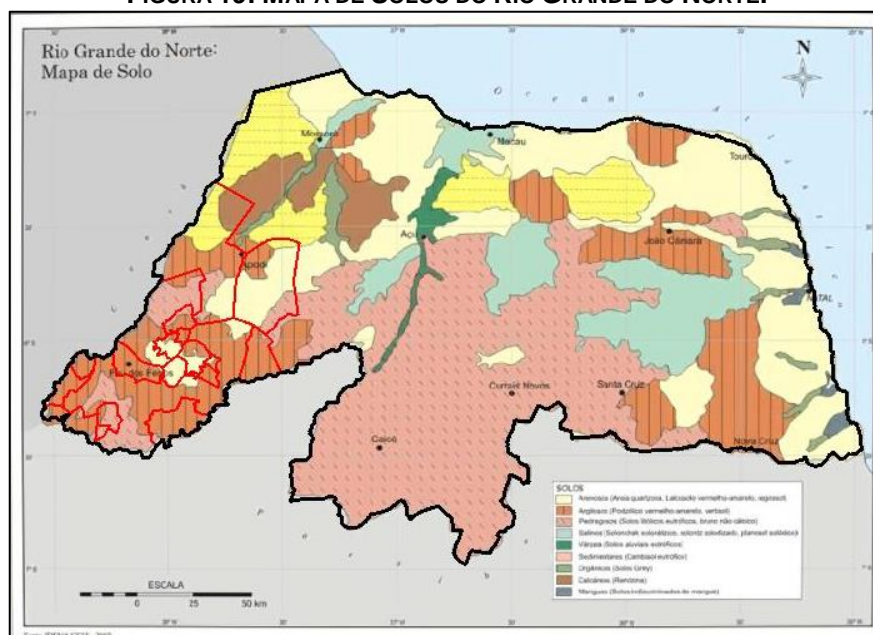 FIGURA 19: MAPA DE SOLOS DO RIO GRANDE DO NORTE.
Rio Grande do Norte:
Mapa de Solo
N
Oceano
Mossoró
Macau
Touros
Açu
João Câmara
Apodi
NATAL
Pau dos Ferros
Currais Novos
Santa Cruz
Caicó
Nova Cruz
SOLOS
Arenosos (Areia quartzosa, Latossolo vermelho-amarelo, regossol)
Argilosos (Podzólico vermelho-amarelo, vertisol)
Pedregosos (Solos litólicos eutróficos, bruno não cálcico)
Salinos (Solonchak solonétzico, solonetz solodizado, planosol solódico)
Várzea (Solos aluviais eutróficos)
Sedimentares (Cambisol eutrófico)
Orgânicos (Solos Gley)
Calcáreos (Rendzina)
Mangues (Solos indiscriminados de mangue)
ESCALA
0 25 50 km